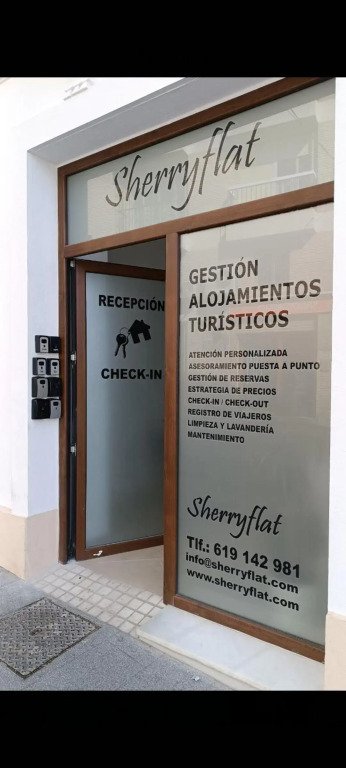 Sherryflat
RECEPCIÓN
CHECK-IN
GESTIÓN
ALOJAMIENTOS
TURÍSTICOS
ATENCIÓN PERSONALIZADA
ASESORAMIENTO PUESTA A PUNTO
GESTIÓN DE RESERVAS
ESTRATEGIA DE PRECIOS
CHECK-IN / CHECK-OUT
REGISTRO DE VIAJEROS
LIMPIEZA Y LAVANDERÍA
MANTENIMIENTO
Sherryflat
Tlf.: 619 142 981
info@sherryflat.com
www.sherryflat.com